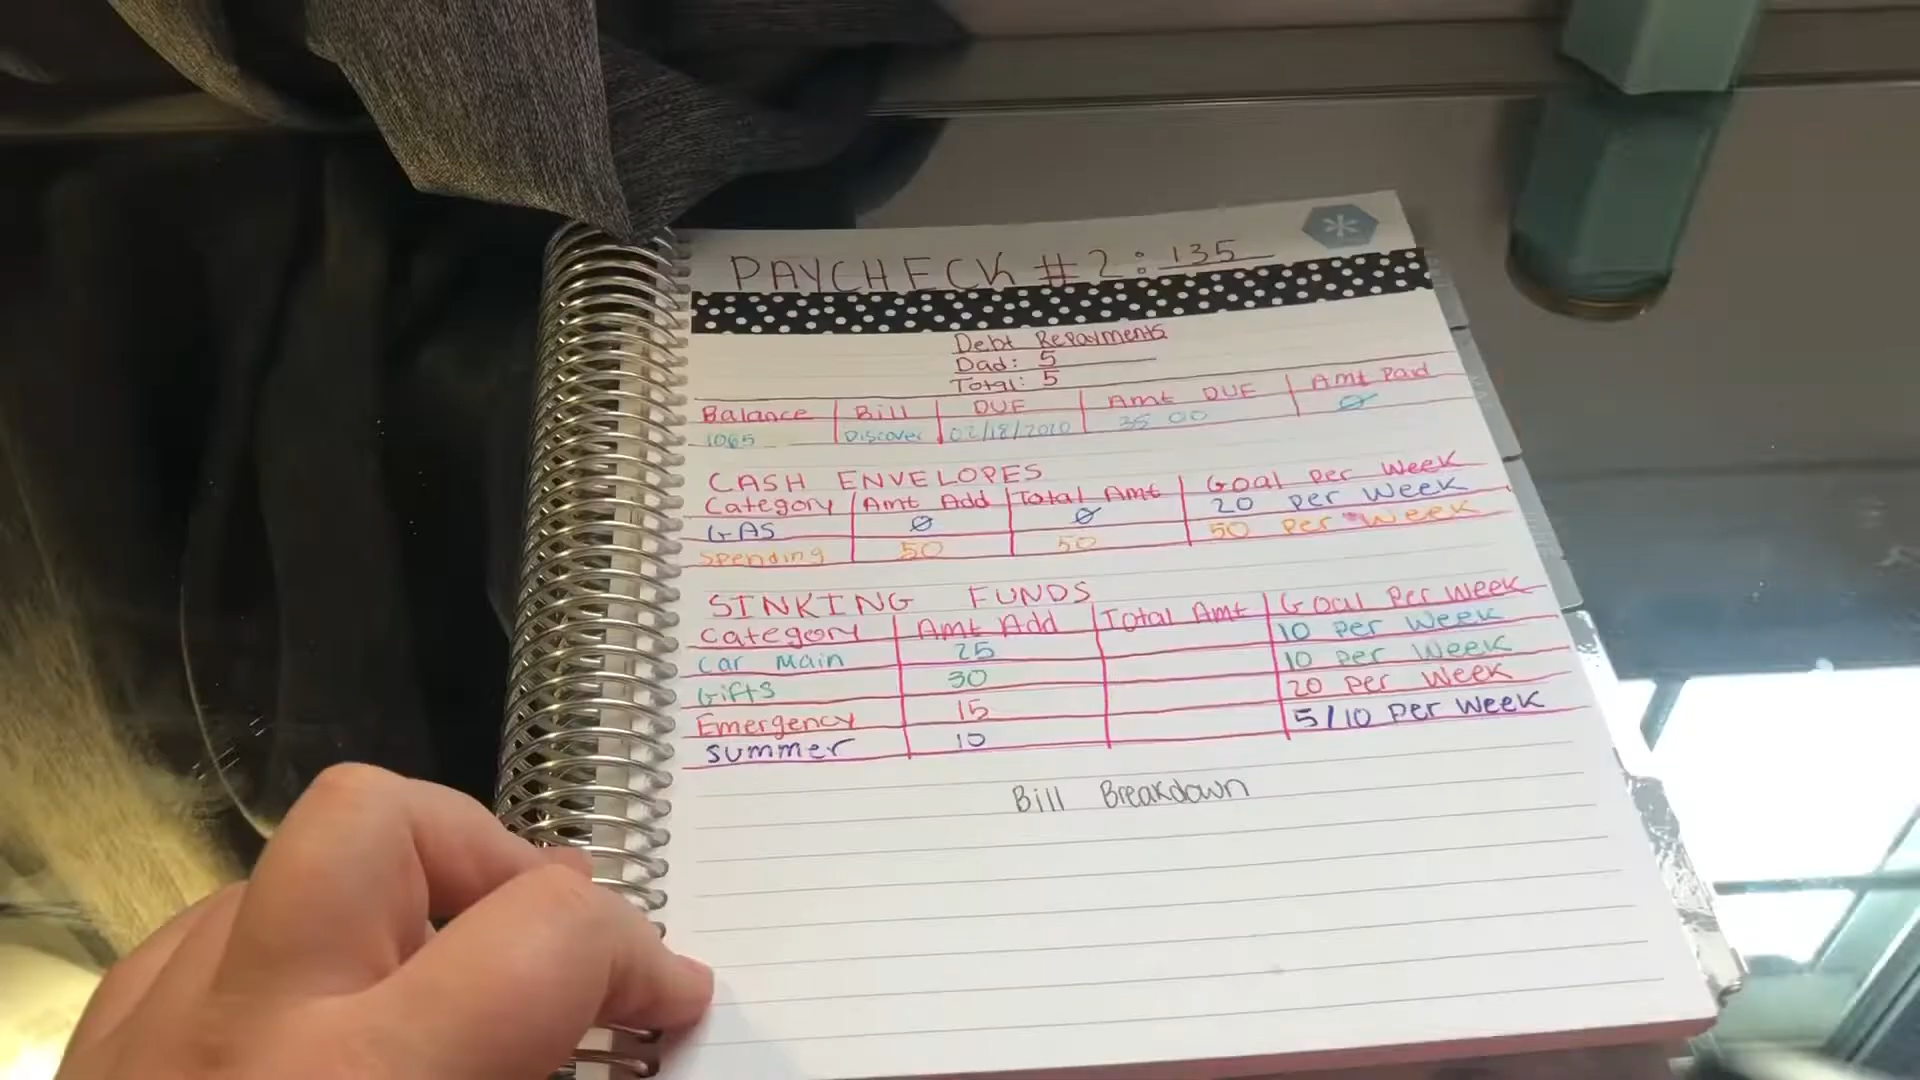 PAYCHECK #2: 135
Debt Repayments
Dad: 5
Total: 5
Balance Bill DUE Amt DUE Amt Paid
1065 Discover 02/18/2020 35.00 Ø
CASH ENVELOPES
Category Amt Add Total Amt Goal per week
GAS Ø Ø 20 per week
Spending 50 50 50 per week
SINKING FUNDS
Category Amt Add Total Amt Goal Per week
Car Main 25 10 per week
Gifts 30 10 per week
Emergency 15 20 per week
Summer 10 5/10 per week
Bill Breakdown